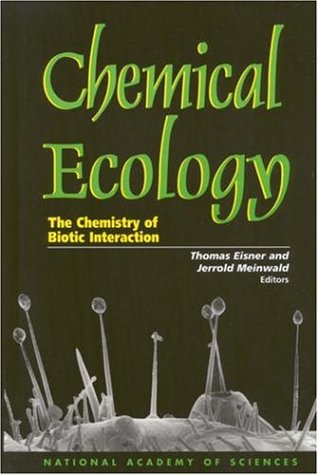 Chemical
Ecology
The Chemistry of
Biotic Interaction
Thomas Eisner and
Jerrold Meinwald
Editors
NATIONAL ACADEMY OF SCIENCES